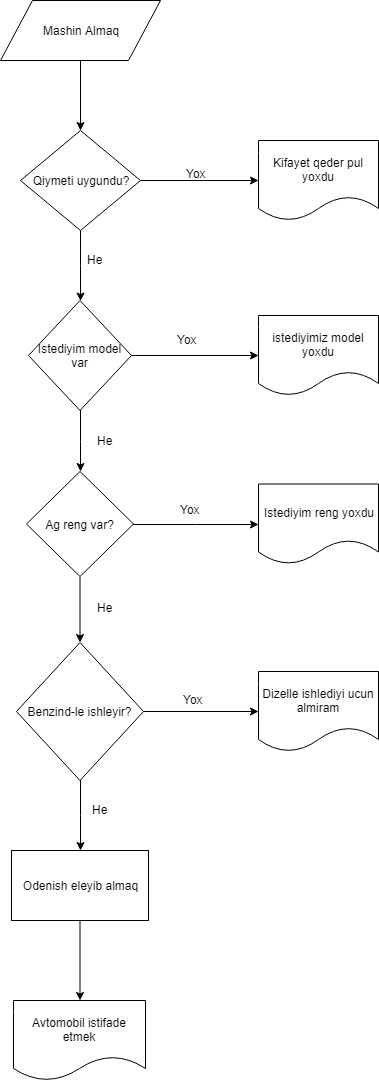 Mashin Almaq
Qiymeti uygundu?
Yox
Kifayet qeder pul
yoxdu
He
Istediyim model
var
Yox
istediyimiz model
yoxdu
He
Ag reng var?
Yox
Istediyim reng yoxdu
He
Benzind-le ishleyir?
Yox
Dizelle ishlediyi ucun
almiram
He
Odenish eleyib almaq
Avtomobil istifade
etmek